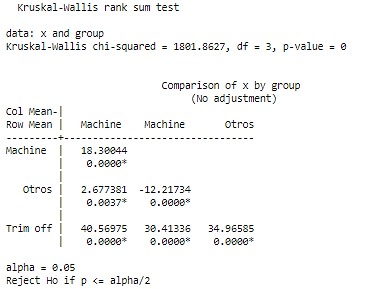 Kruskal-Wallis rank sum test
data: x and group
Kruskal-Wallis chi-squared = 1801.8627, df = 3, p-value = 0
Comparison of x by group
(No adjustment)
Col Mean-|
Row Mean | Machine Machine Otros
---------+---------------------------------
Machine | 18.30044
| 0.0000*
|
Otros | 2.677381 -12.21734
| 0.0037* 0.0000*
|
Trim off | 40.56975 30.41336 34.96585
| 0.0000* 0.0000* 0.0000*
alpha = 0.05
Reject Ho if p <= alpha/2